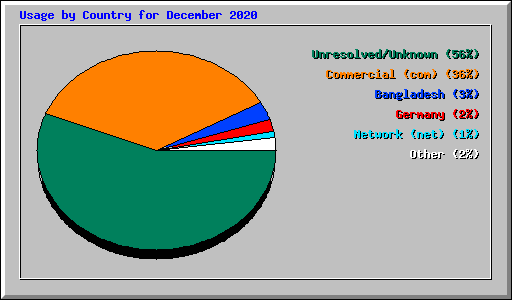 Usage by Country for December 2020
Unresolved/Unknown (56%)
Commercial (com) (36%)
Bangladesh (3%)
Germany (2%)
Network (net) (1%)
Other (2%)